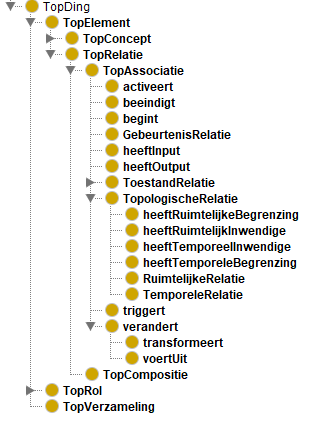 TopDing
TopElement
TopConcept
TopRelatie
TopAssociatie
activeert
beeindigt
begint
GebeurtenisRelatie
heeftInput
heeftOutput
ToestandRelatie
TopologischeRelatie
heeftRuimtelijkeBegrenzing
heeftRuimtelijkInwendige
heeftTemporeelInwendige
heeftTemporeleBegrenzing
RuimtelijkeRelatie
TemporeleRelatie
triggert
verandert
transformeert
voertUit
TopCompositie
TopRol
TopVerzameling